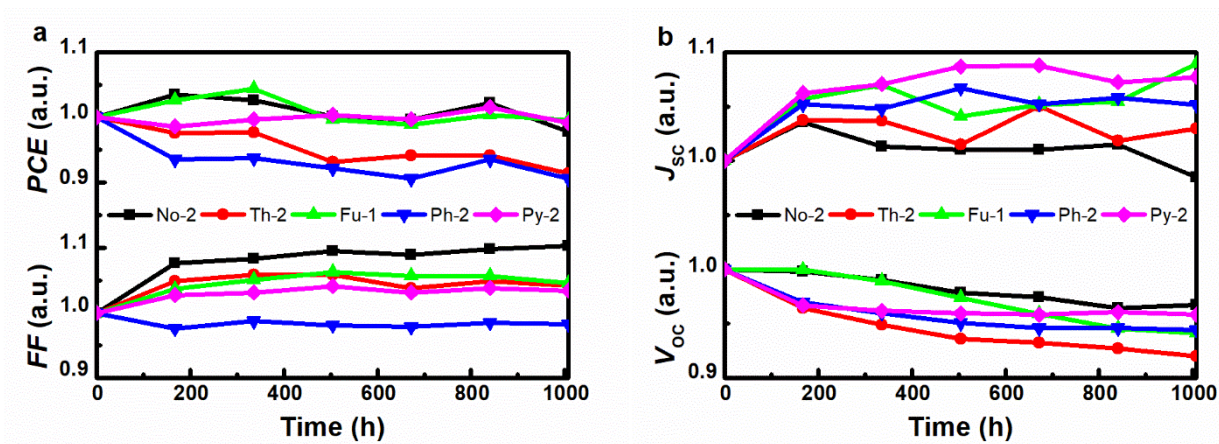 a
1.1
1.0
0.9
PCE (a.u.)
No-2 Th-2 Fu-1 Ph-2 Py-2
1.1
1.0
0.9
FF (a.u.)
0 200 400 600 800 1000
Time (h)
b
1.1
1.0
Jsc (a.u.)
No-2 Th-2 Fu-1 Ph-2 Py-2
1.0
0.9
Voc (a.u.)
0 200 400 600 800 1000
Time (h)